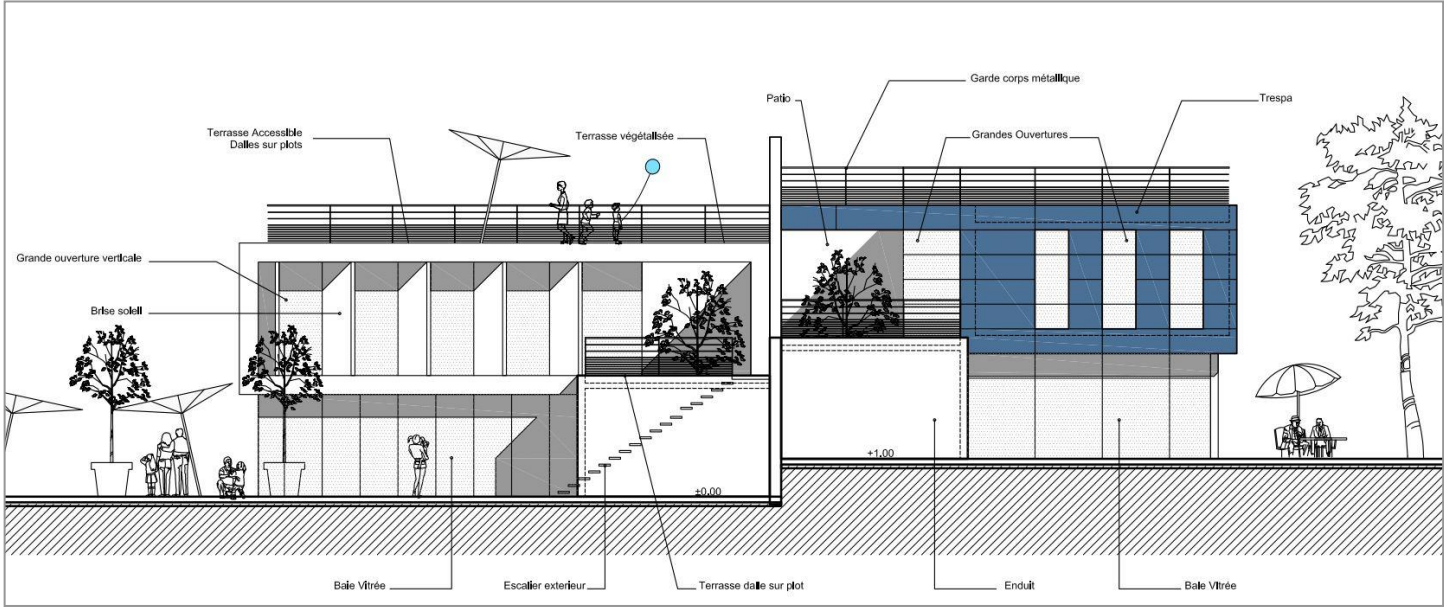 Garde corps métallique
Patio
Trespa
Terrasse Accessible
Dalles sur plots
Terrasse végétalisée
Grandes Ouvertures
Grande ouverture verticale
Brise soleil
+1.00
±0.00
Baie Vitrée
Escalier exterieur
Terrasse dalle sur plot
Enduit
Baie Vitrée